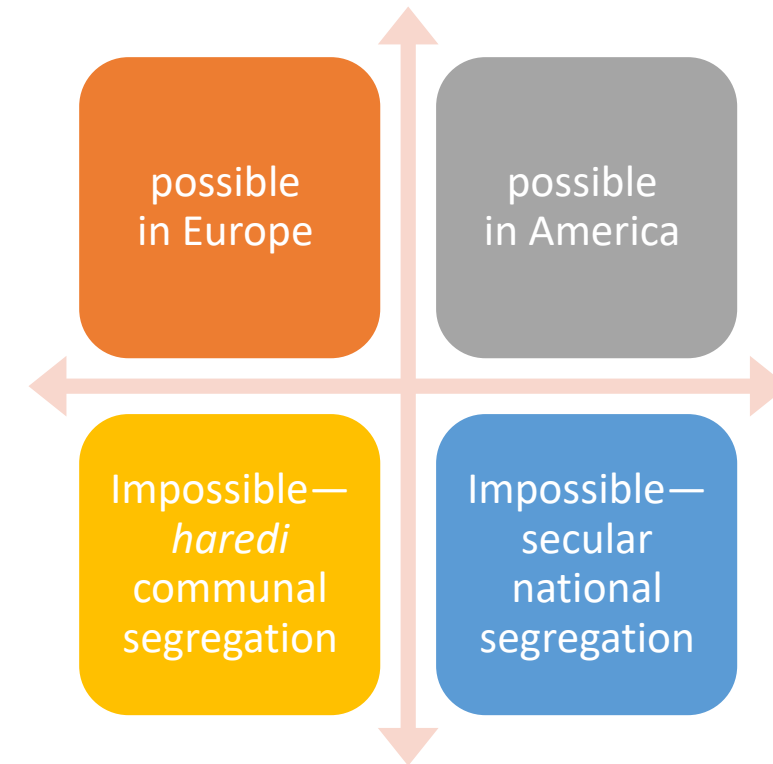 possible
in Europe
possible
in America
Impossible—
haredi
communal
segregation
Impossible—
secular
national
segregation